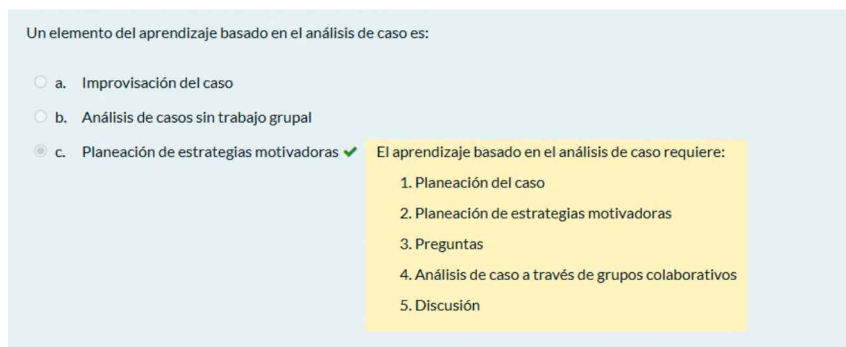 Un elemento del aprendizaje basado en el análisis de caso es:
a. Improvisación del caso
b. Análisis de casos sin trabajo grupal
c. Planeación de estrategias motivadoras
El aprendizaje basado en el análisis de caso requiere:
1. Planeación del caso
2. Planeación de estrategias motivadoras
3. Preguntas
4. Análisis de caso a través de grupos colaborativos
5. Discusión